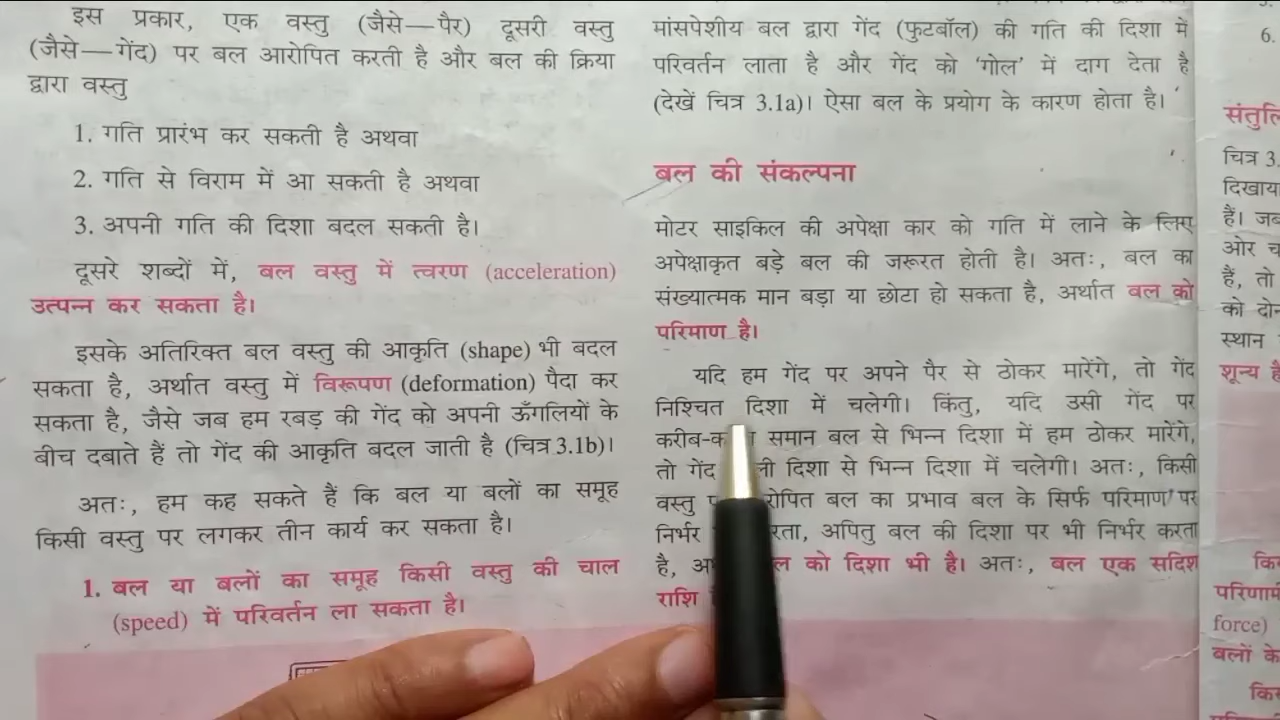 इस प्रकार, एक वस्तु (जैसे—पैर) दूसरी वस्तु
(जैसे—गेंद) पर बल आरोपित करती है और बल की क्रिया
द्वारा वस्तु
1. गति प्रारंभ कर सकती है अथवा
2. गति से विराम में आ सकती है अथवा
3. अपनी गति की दिशा बदल सकती है।
दूसरे शब्दों में, बल वस्तु में त्वरण (acceleration)
उत्पन्न कर सकता है।
इसके अतिरिक्त बल वस्तु की आकृति (shape) भी बदल
सकता है, अर्थात वस्तु में विरूपण (deformation) पैदा कर
सकता है, जैसे जब हम रबड़ की गेंद को अपनी ऊँगलियों के
बीच दबाते हैं तो गेंद की आकृति बदल जाती है (चित्र 3.1b)।
अतः, हम कह सकते हैं कि बल या बलों का समूह
किसी वस्तु पर लगकर तीन कार्य कर सकता है।
1. बल या बलों का समूह किसी वस्तु की चाल
(speed) में परिवर्तन ला सकता है।
मांसपेशीय बल द्वारा गेंद (फुटबॉल) की गति की दिशा में
परिवर्तन लाता है और गेंद को ‘गोल’ में दाग देता है
(देखें चित्र 3.1a)। ऐसा बल के प्रयोग के कारण होता है।
बल की संकल्पना
मोटर साइकिल की अपेक्षा कार को गति में लाने के लिए
अपेक्षाकृत बड़े बल की जरूरत होती है। अतः, बल का
संख्यात्मक मान बड़ा या छोटा हो सकता है, अर्थात बल को
परिमाण है।
यदि हम गेंद पर अपने पैर से ठोकर मारेंगे, तो गेंद
निश्चित दिशा में चलेगी। किंतु, यदि उसी गेंद पर
समान बल से भिन्न दिशा में हम ठोकर मारेंगे,
तो गेंद दिशा से भिन्न दिशा में चलेगी। अतः, किसी
वस्तु बल का प्रभाव बल के सिर्फ परिमाण पर
निर्भर अपितु बल की दिशा पर भी निर्भर करता
है, को दिशा भी है। अतः, बल एक सदिश
राशि
6.
चित्र 3.
हैं। जब
हैं, तो
को दोन
स्थान
शून्य है
force)
बलों के